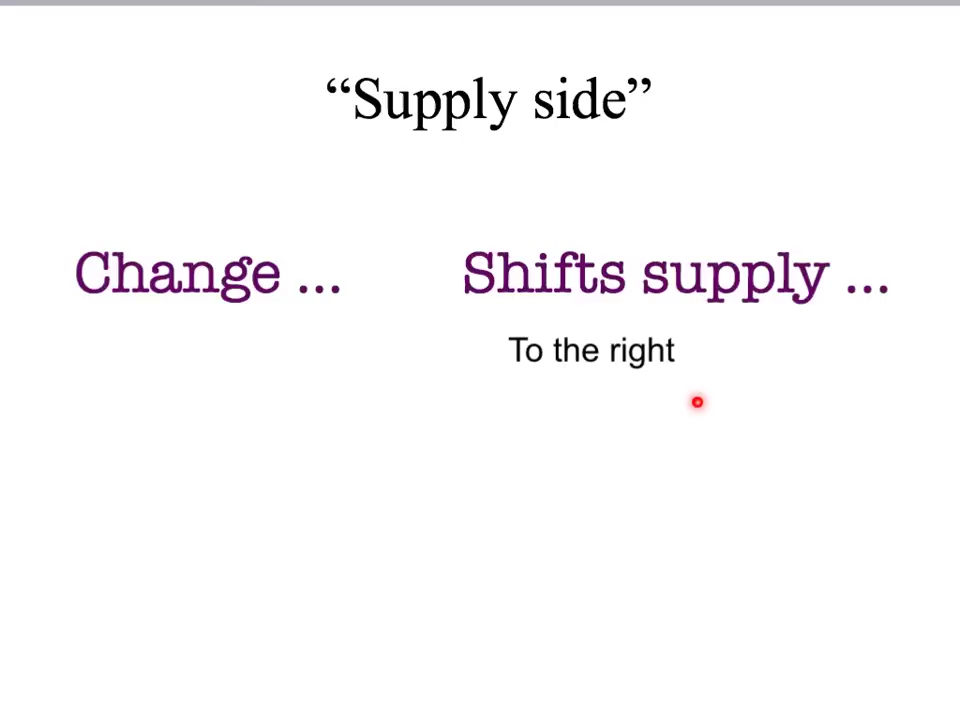 “Supply side”
Change ... Shifts supply ...
To the right